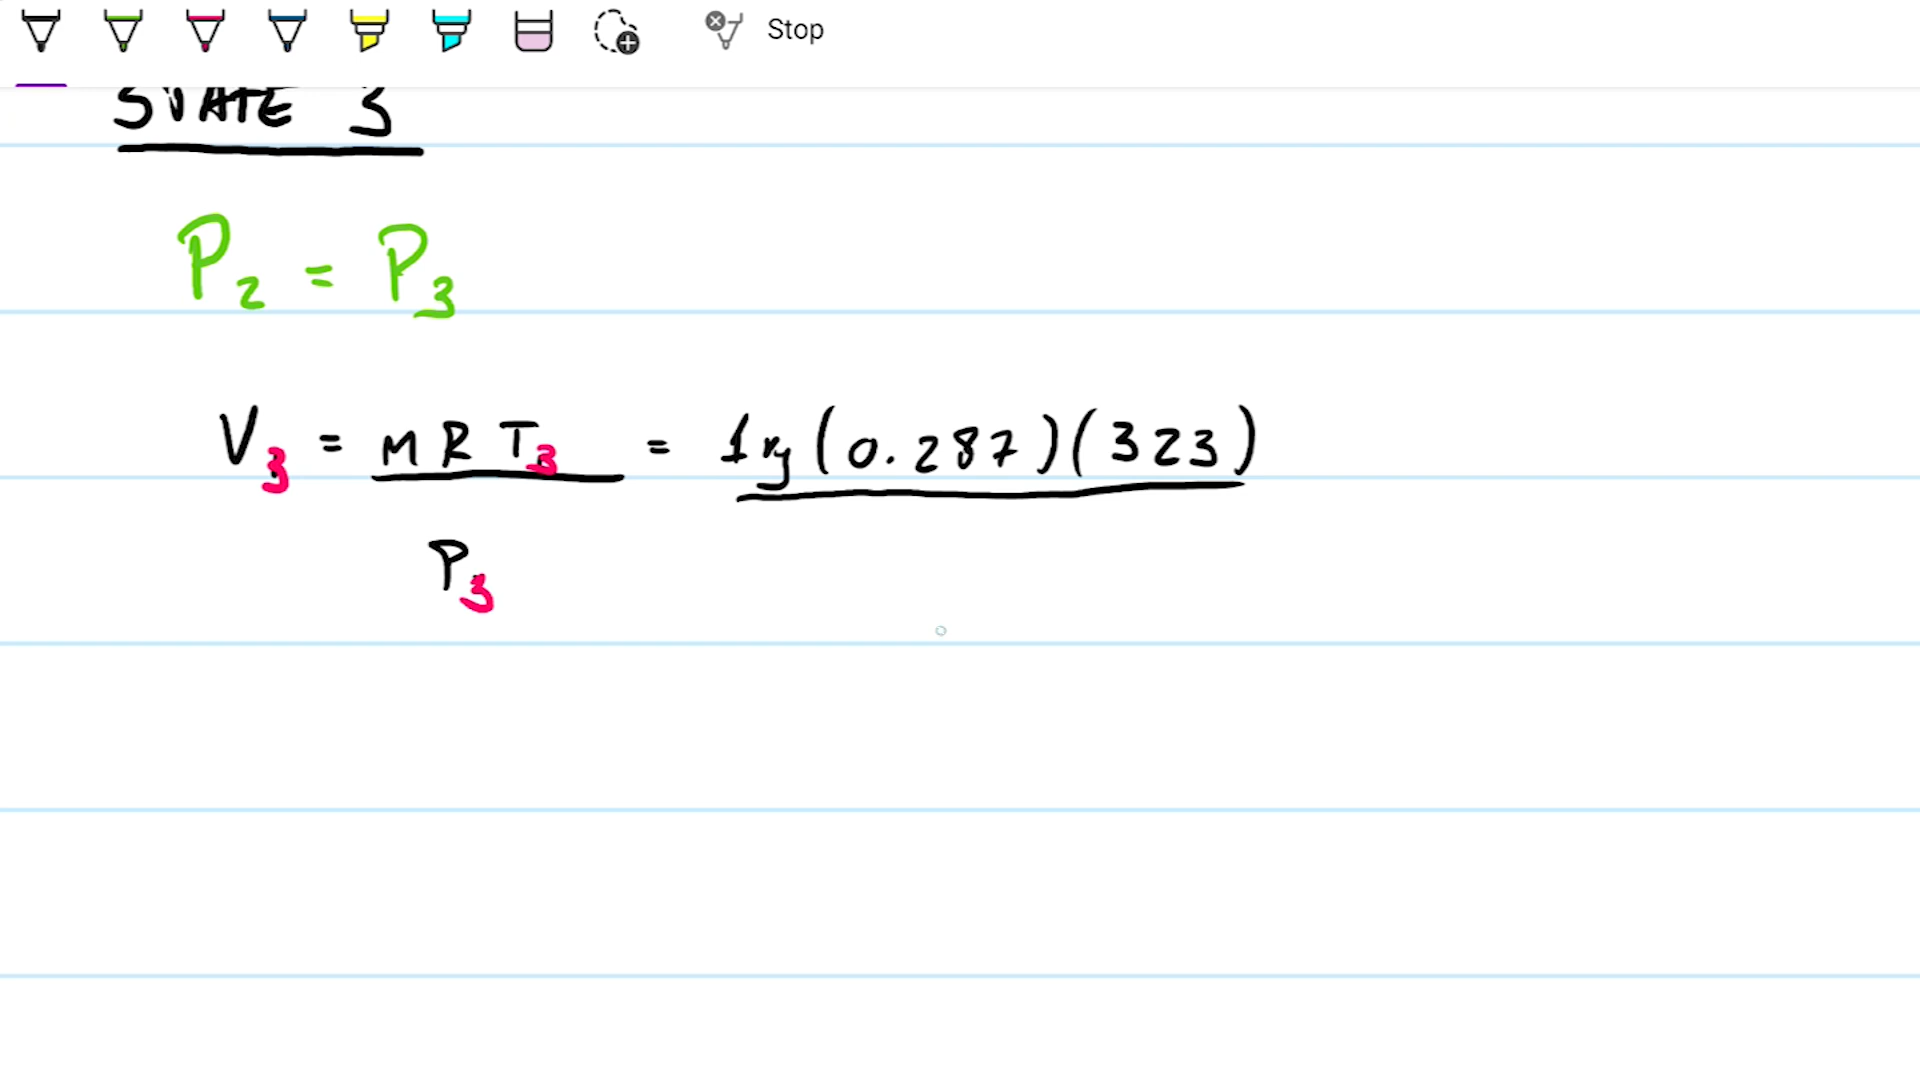 Stop
STATE 3
P2 = P3
V3 = MRT3 = 1kg(0.287)(323)
P3